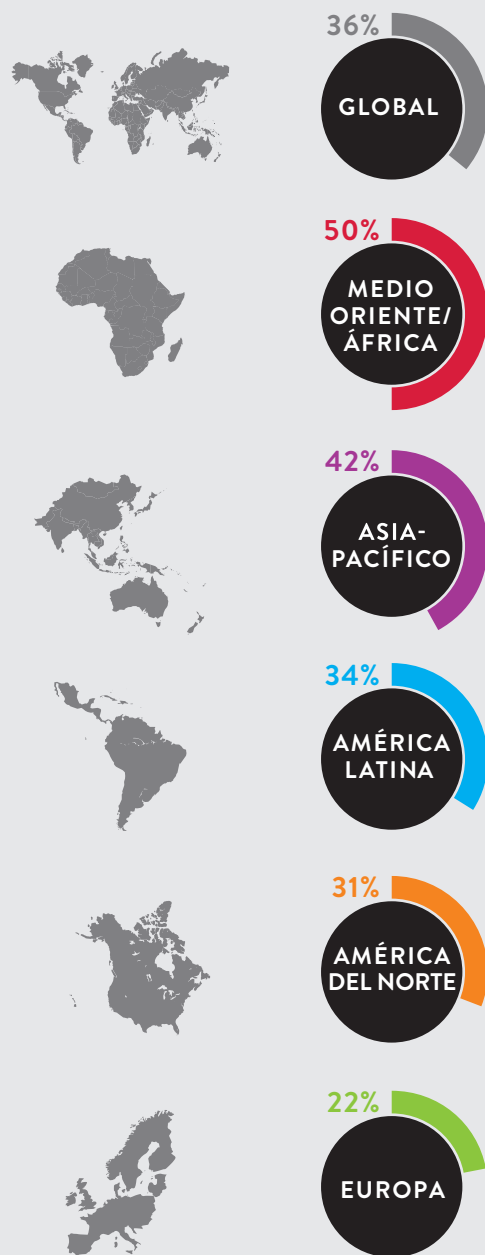 36%
GLOBAL
50%
MEDIO
ORIENTE/
ÁFRICA
42%
ASIA-
PACÍFICO
34%
AMÉRICA
LATINA
31%
AMÉRICA
DEL NORTE
22%
EUROPA